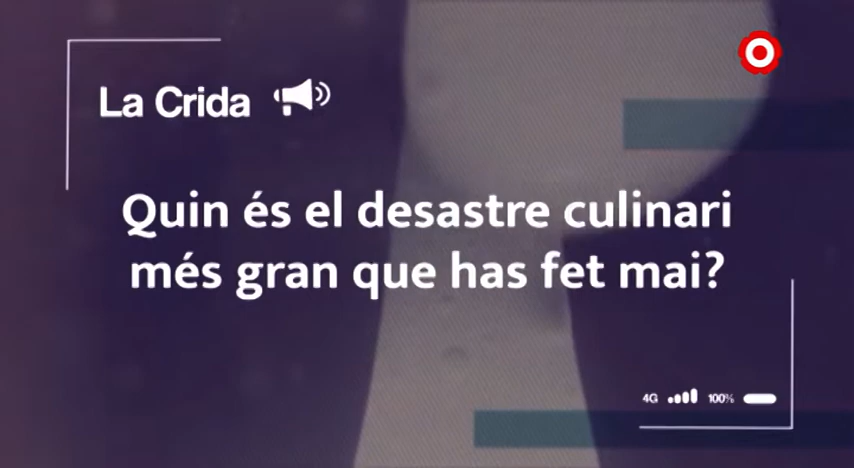 La Crida
Quin és el desastre culinari
més gran que has fet mai?
4G 100%